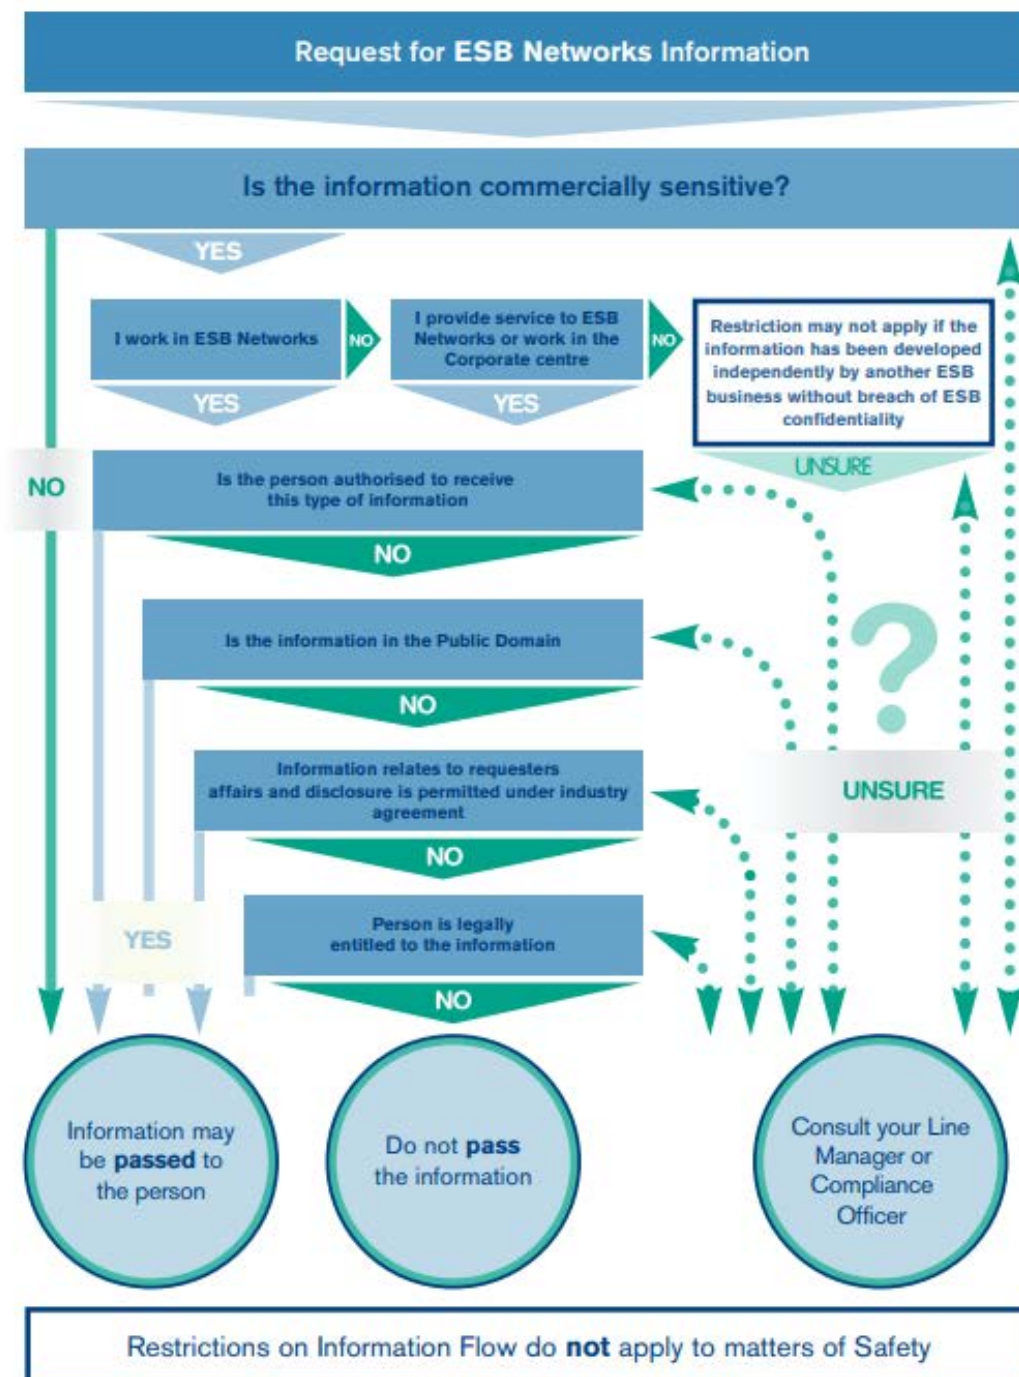 Request for ESB Networks Information
Is the information commercially sensitive?
YES
I work in ESB Networks
NO
I provide service to ESB
Networks or work in the
Corporate centre
NO
Restriction may not apply if the
information has been developed
independently by another ESB
business without breach of ESB
confidentiality
YES
YES
UNSURE
NO
Is the person authorised to receive
this type of information
NO
Is the information in the Public Domain
?
NO
Information relates to requesters
affairs and disclosure is permitted under industry
agreement
UNSURE
NO
Person is legally
entitled to the information
YES
NO
Information may
be passed to
the person
Do not pass
the information
Consult your Line
Manager or
Compliance
Officer
Restrictions on Information Flow do not apply to matters of Safety